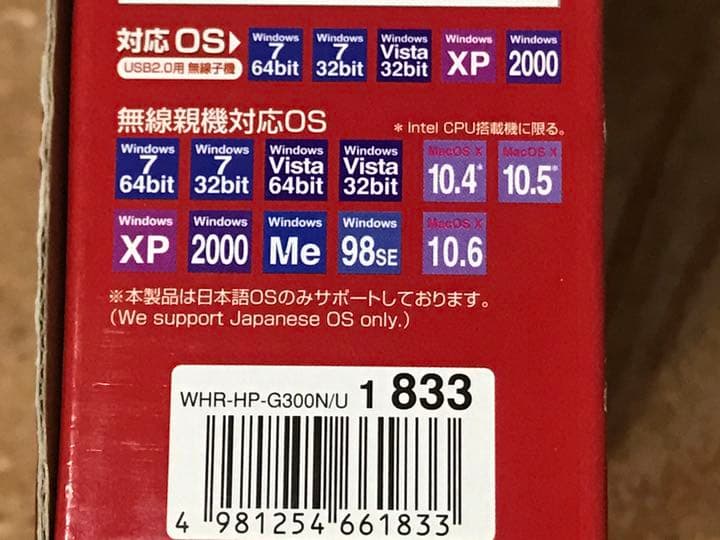 対応OS▶ Windows 7 64bit Windows 7 32bit Windows Vista 32bit Windows XP Windows 2000
USB2.0用 無線子機
無線親機対応OS
＊Intel CPU搭載機に限る。
Windows 7 64bit Windows 7 32bit Windows Vista 64bit Windows Vista 32bit MacOS X 10.4* MacOS X 10.5*
Windows XP Windows 2000 Windows Me Windows 98SE MacOS X 10.6
※本製品は日本語OSのみサポートしております。
(We support Japanese OS only.)
WHR-HP-G300N/U 1 833
4 981254 661833